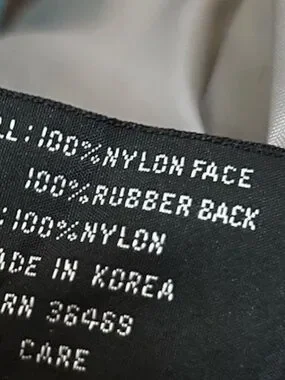 LL:100%NYLON FACE
100%RUBBER BACK
:100%NYLON
ADE IN KOREA
RN 36469
CARE